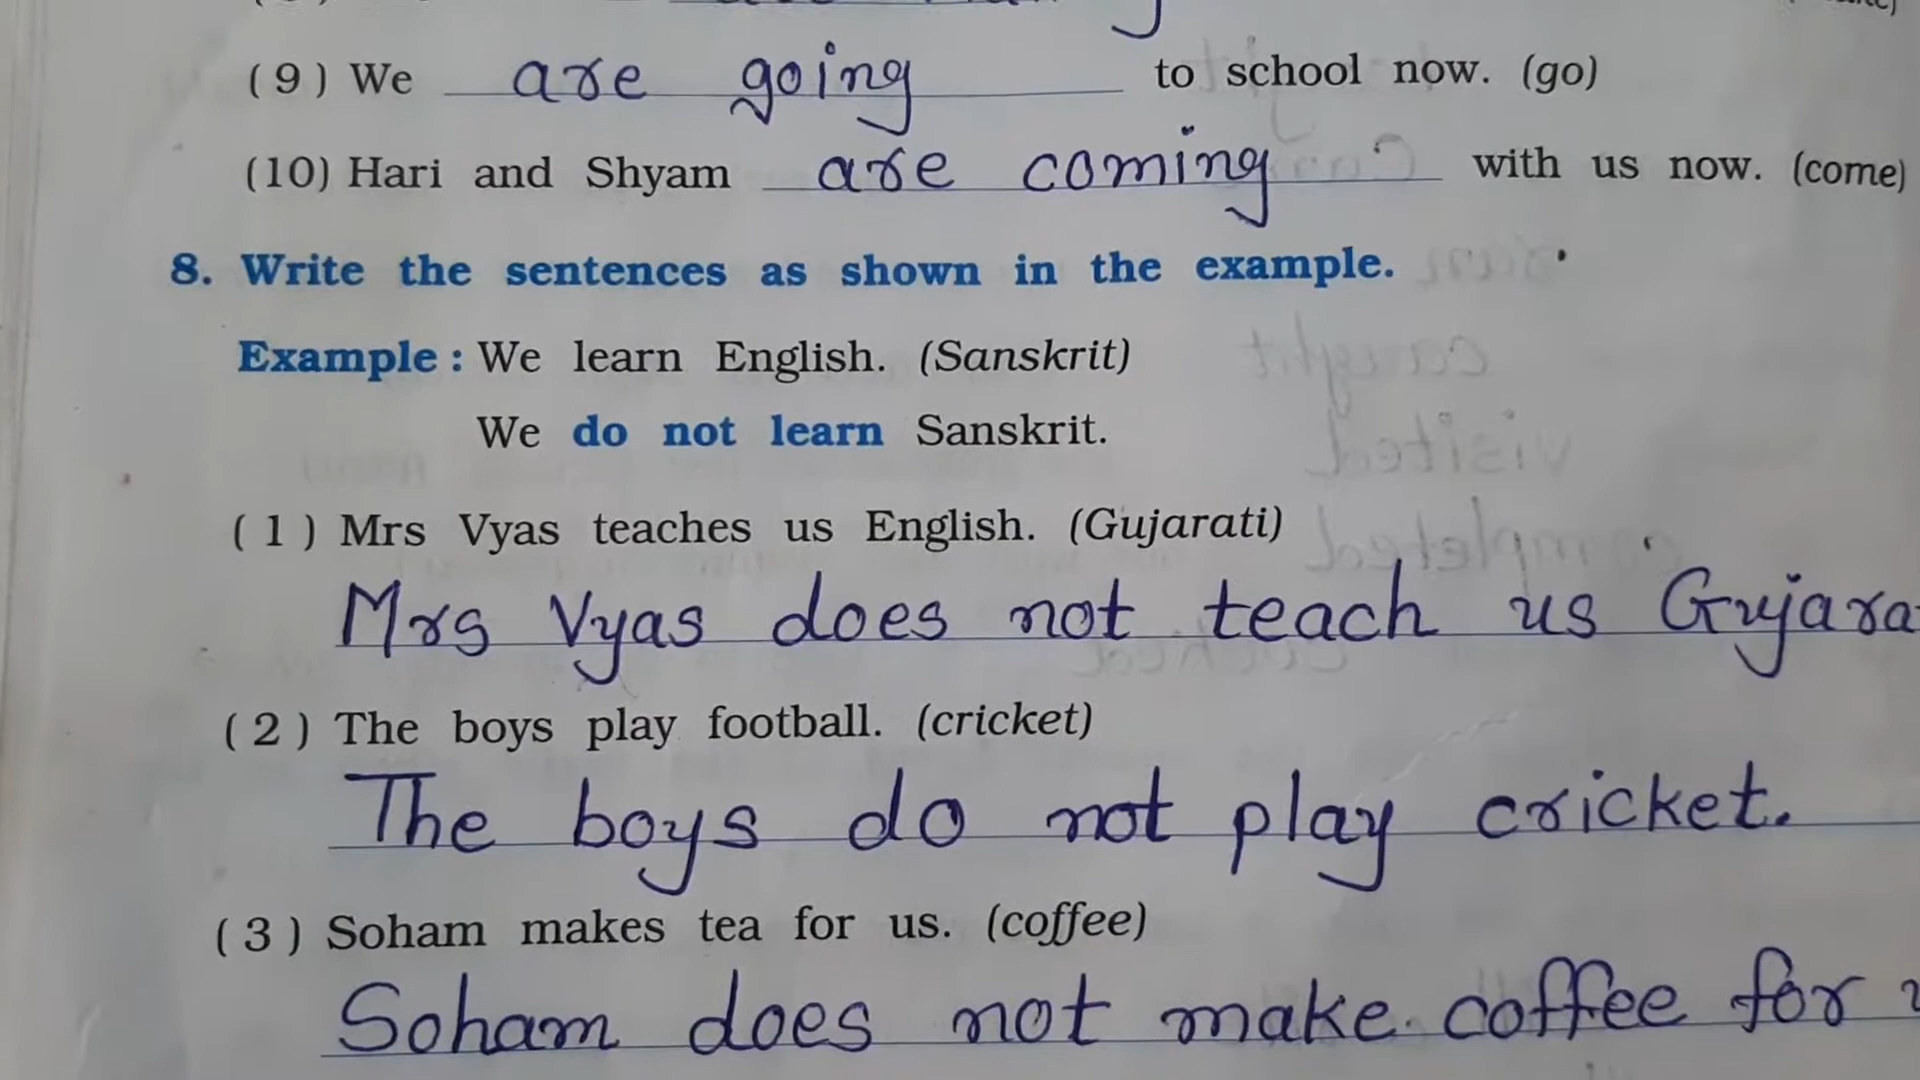 ( 9 ) We are going to school now. (go)
(10) Hari and Shyam are coming with us now. (come)
8. Write the sentences as shown in the example.
Example : We learn English. (Sanskrit)
We do not learn Sanskrit.
( 1 ) Mrs Vyas teaches us English. (Gujarati)
Mrs Vyas does not teach us Gujara
( 2 ) The boys play football. (cricket)
The boys do not play cricket.
( 3 ) Soham makes tea for us. (coffee)
Soham does not make coffee for